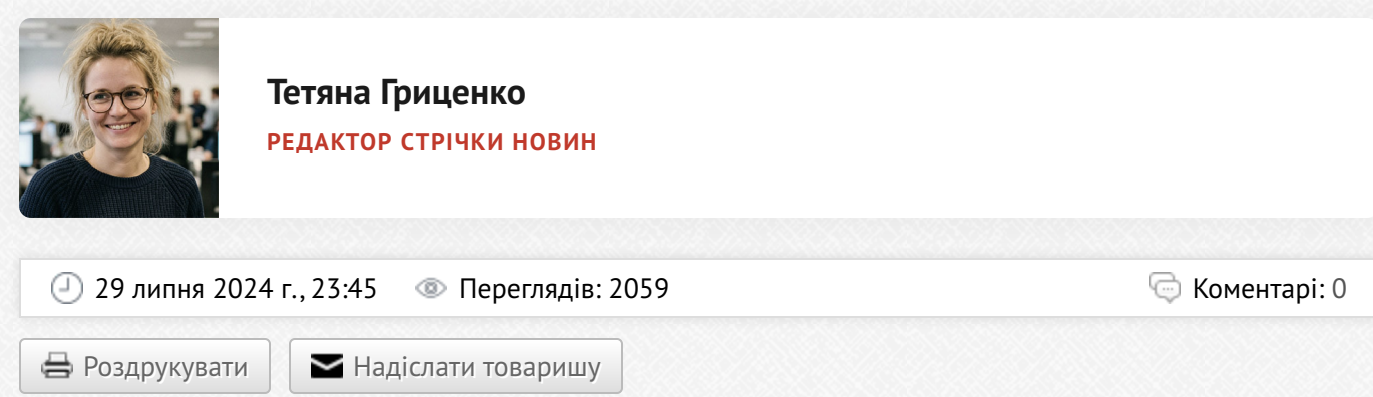 Тетяна Гриценко
РЕДАКТОР СТРІЧКИ НОВИН
29 липня 2024 г., 23:45 Переглядів: 2059 Коментарі: 0
Роздрукувати Надіслати товаришу